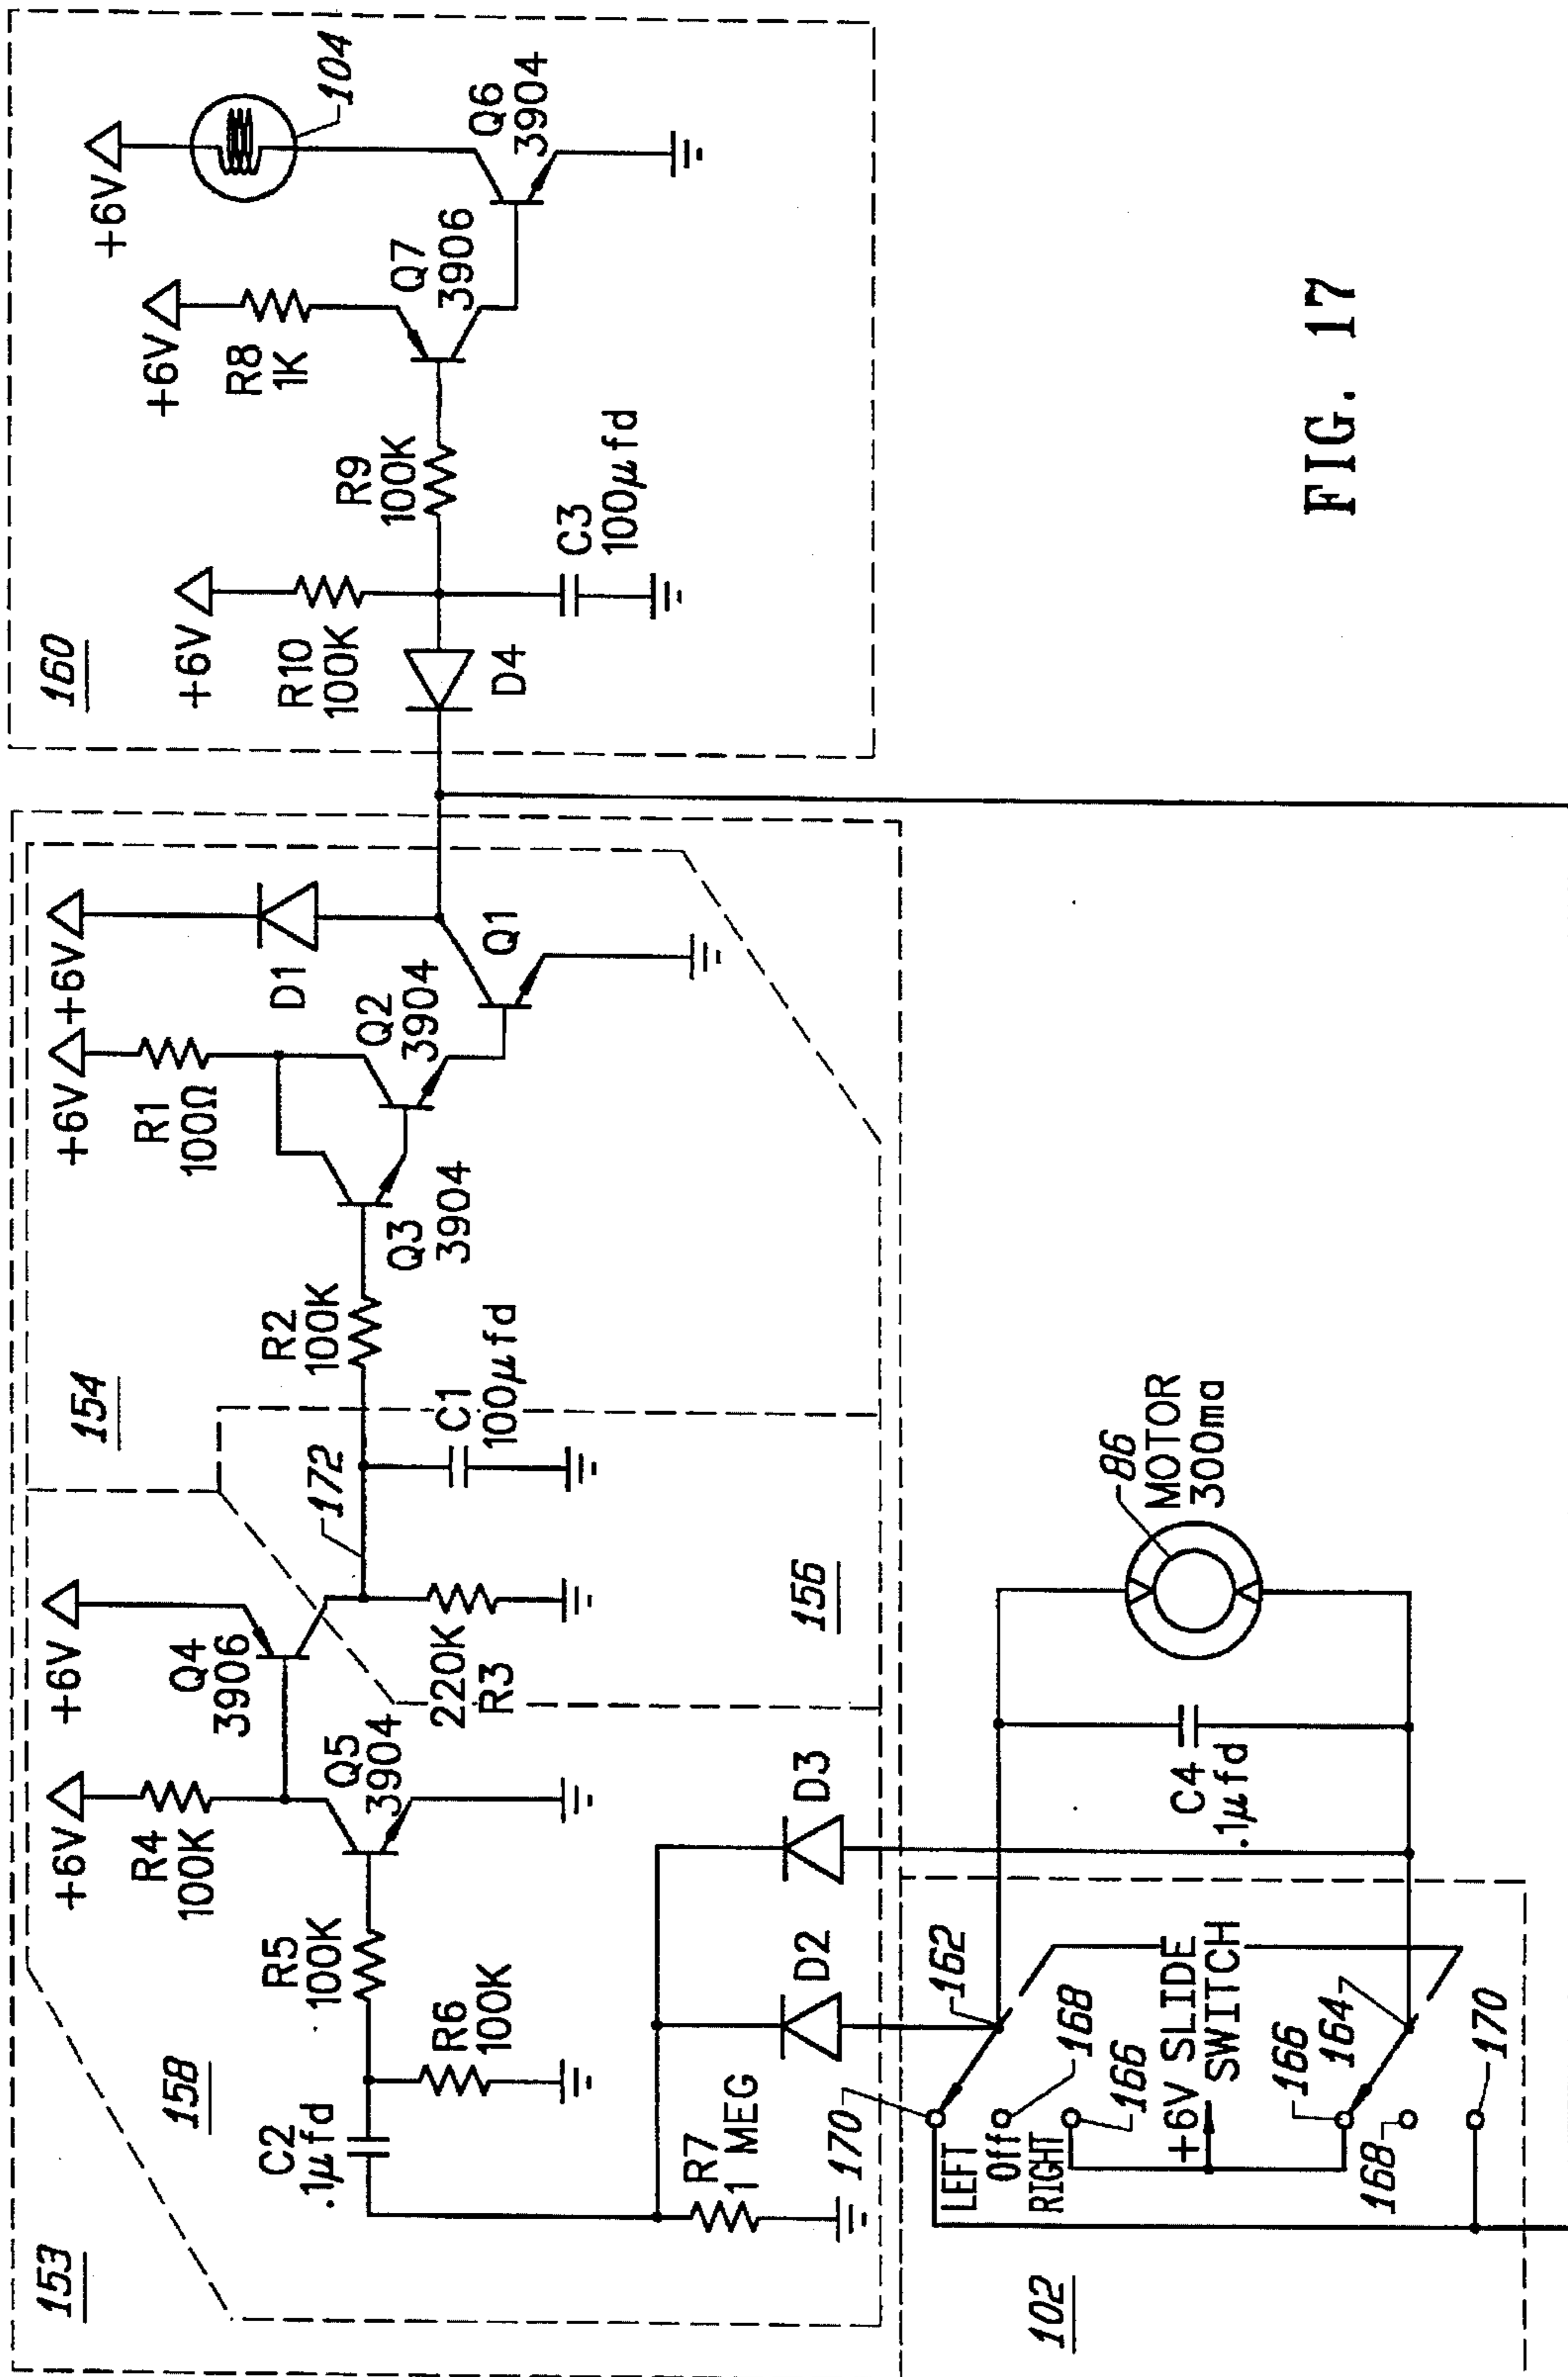 153
158
154
156
160
102
+6V
R4
100K
+6V
Q4
3906
Q5
3904
C2
.1µfd
R5
100K
R6
100K
R7
1 MEG
D2
D3
220K
R3
172
C1
100µfd
R2
100K
Q3
3904
+6V
R1
100Ω
Q2
3904
+6V
D1
Q1
+6V
R10
100K
D4
C3
100µfd
R9
100K
+6V
R8
1K
Q7
3906
+6V
104
Q6
3904
170
LEFT
Off
RIGHT
162
168
166
+6V SLIDE
SWITCH
166
164
168
170
C4
.1µfd
86
MOTOR
300ma
FIG. 17